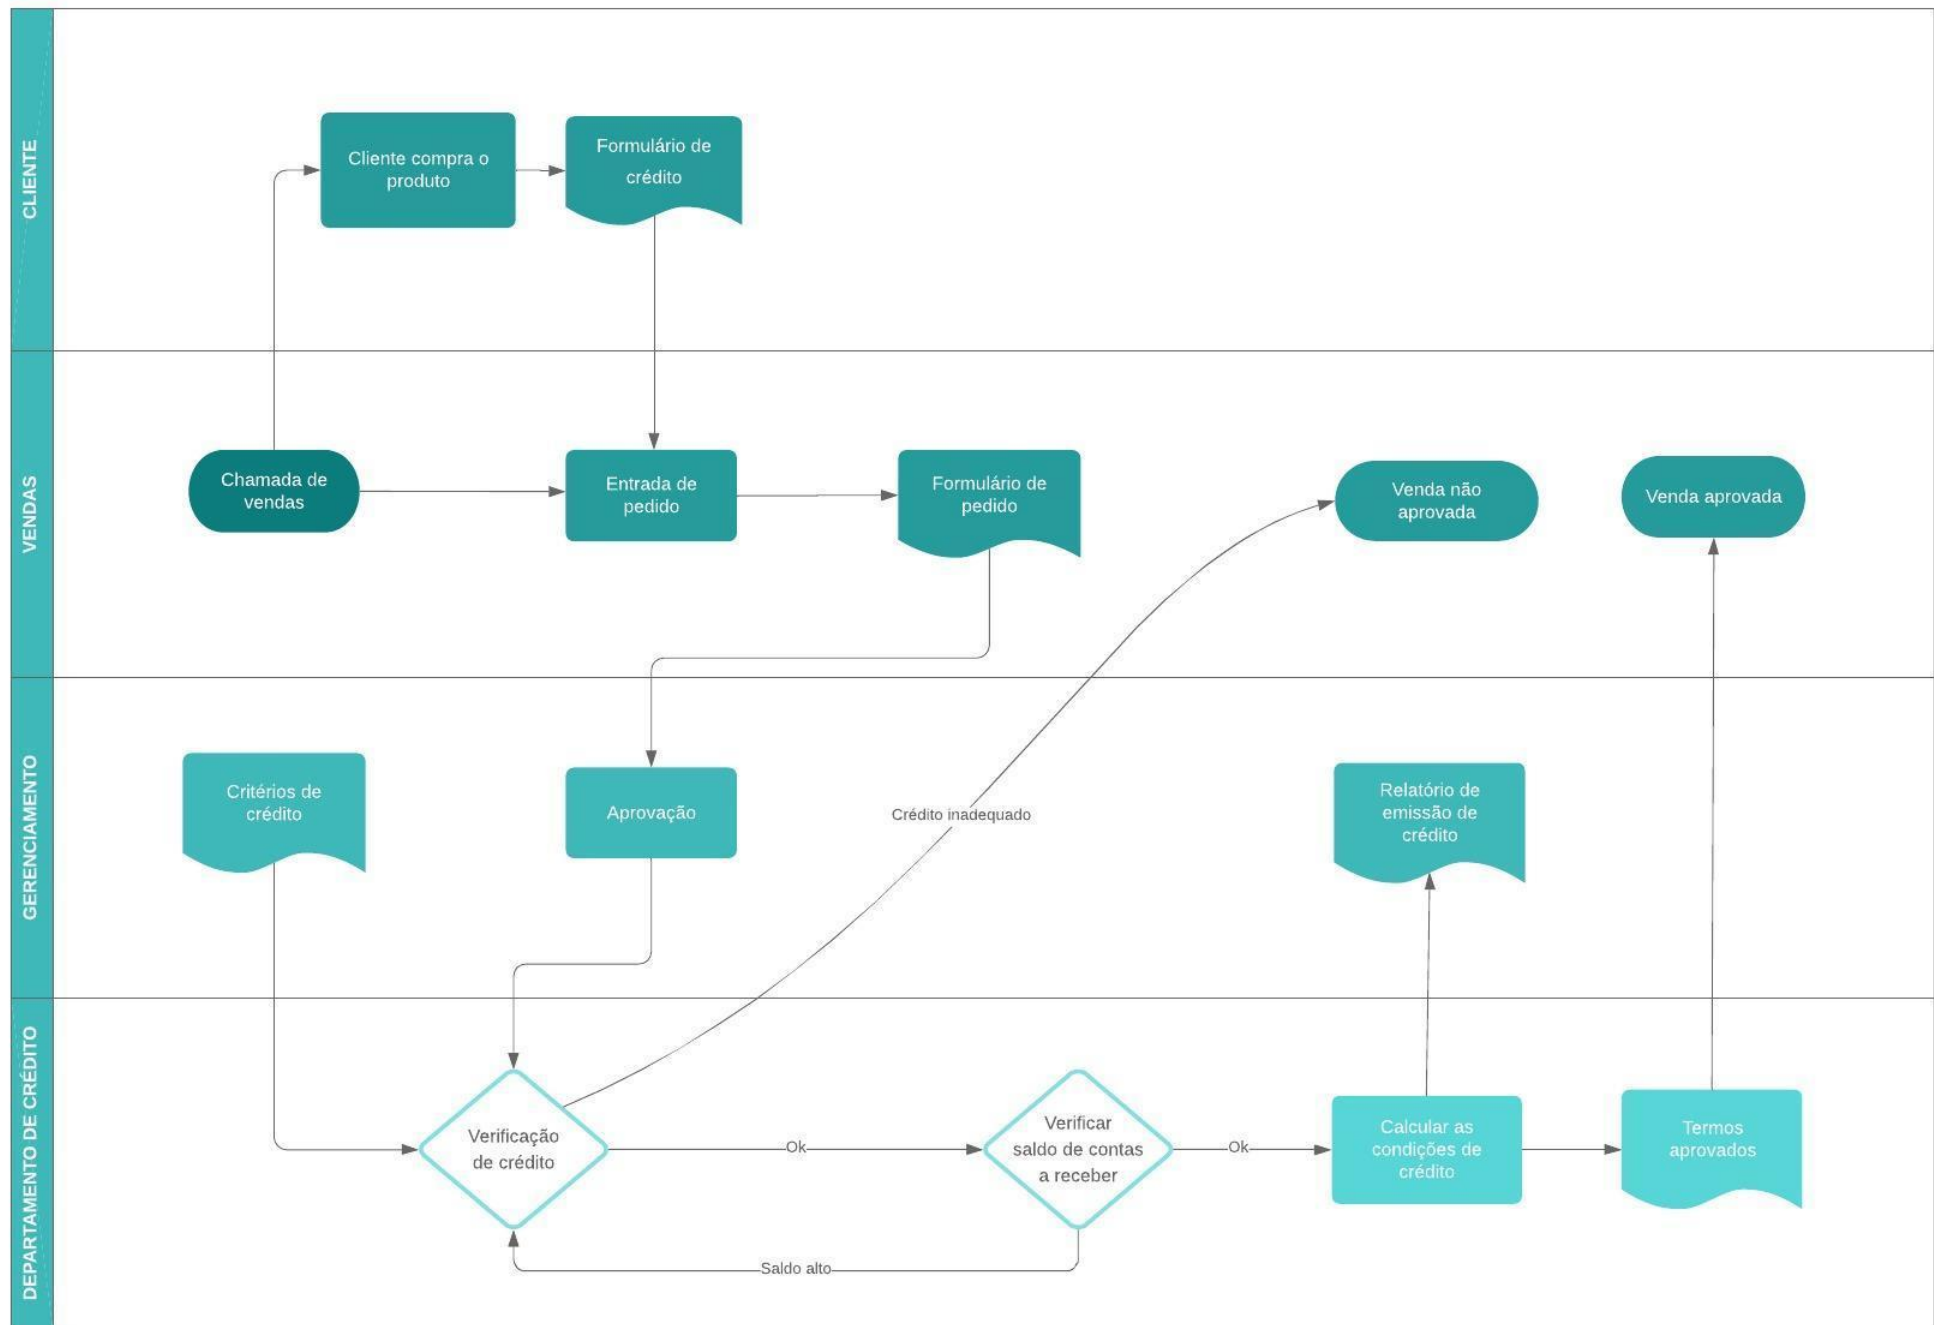 CLIENTE
Cliente compra o
produto
Formulário de
crédito
VENDAS
Chamada de
vendas
Entrada de
pedido
Formulário de
pedido
Venda não
aprovada
Venda aprovada
GERENCIAMENTO
Critérios de
crédito
Aprovação
Crédito inadequado
Relatório de
emissão de
crédito
DEPARTAMENTO DE CRÉDITO
Verificação
de crédito
Ok
Verificar
saldo de contas
a receber
Ok
Calcular as
condições de
crédito
Termos
aprovados
Saldo alto